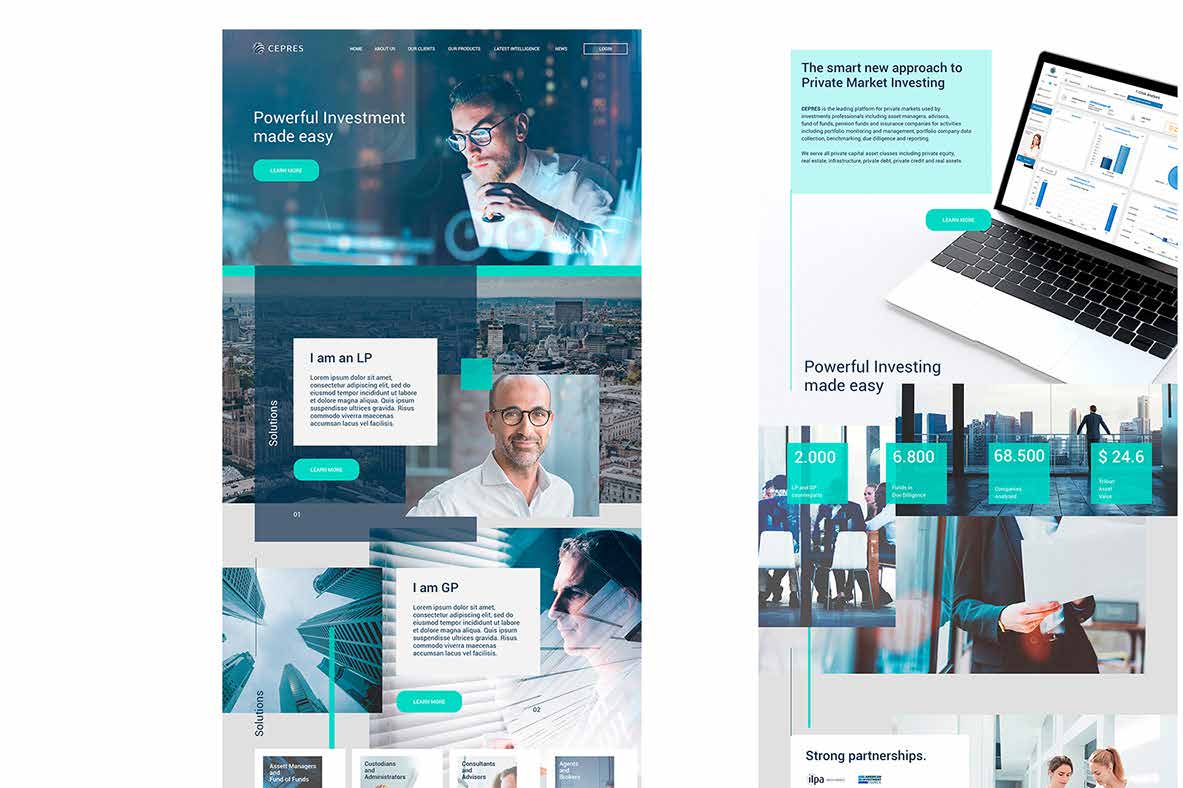 CEPRES
HOME ABOUT US OUR CLIENTS OUR PRODUCTS LATEST INTELLIGENCE NEWS LOGIN
Powerful Investment
made easy
LEARN MORE
I am an LP
Lorem ipsum dolor sit amet,
consectetur adipiscing elit, sed do
eiusmod tempor incididunt ut labore
et dolore magna aliqua. Quis ipsum
suspendisse ultrices gravida. Risus
commodo viverra maecenas
accumsan lacus vel facilisis.
Solutions
LEARN MORE
01
I am GP
Lorem ipsum dolor sit amet,
consectetur adipiscing elit, sed do
eiusmod tempor incididunt ut labore
et dolore magna aliqua. Quis ipsum
suspendisse ultrices gravida. Risus
commodo viverra maecenas
accumsan lacus vel facilisis.
LEARN MORE
02
Solutions
Assett Managers
and
Fund of Funds
Custodians
and
Administrators
Consultants
and
Advisors
Agents
and
Brokers
The smart new approach to
Private Market Investing
CEPRES is the leading platform for private markets used by
investments professionals including asset managers, advisors,
fund of funds, pension funds and insurance companies for activities
including portfolio monitoring and management, portfolio company data
collection, benchmarking, due dilligence and reporting.
We serve all private capital asset classes including private equity,
real estate, infrastructure, private debt, private credit and real assets.
LEARN MORE
Powerful Investing
made easy
2.000
LP and GP
counterparts
6.800
Funds in
Due Dilligence
68.500
Companies
Analysed
$ 24.6
Trillion
Asset
Value
Strong partnerships.
ilpa